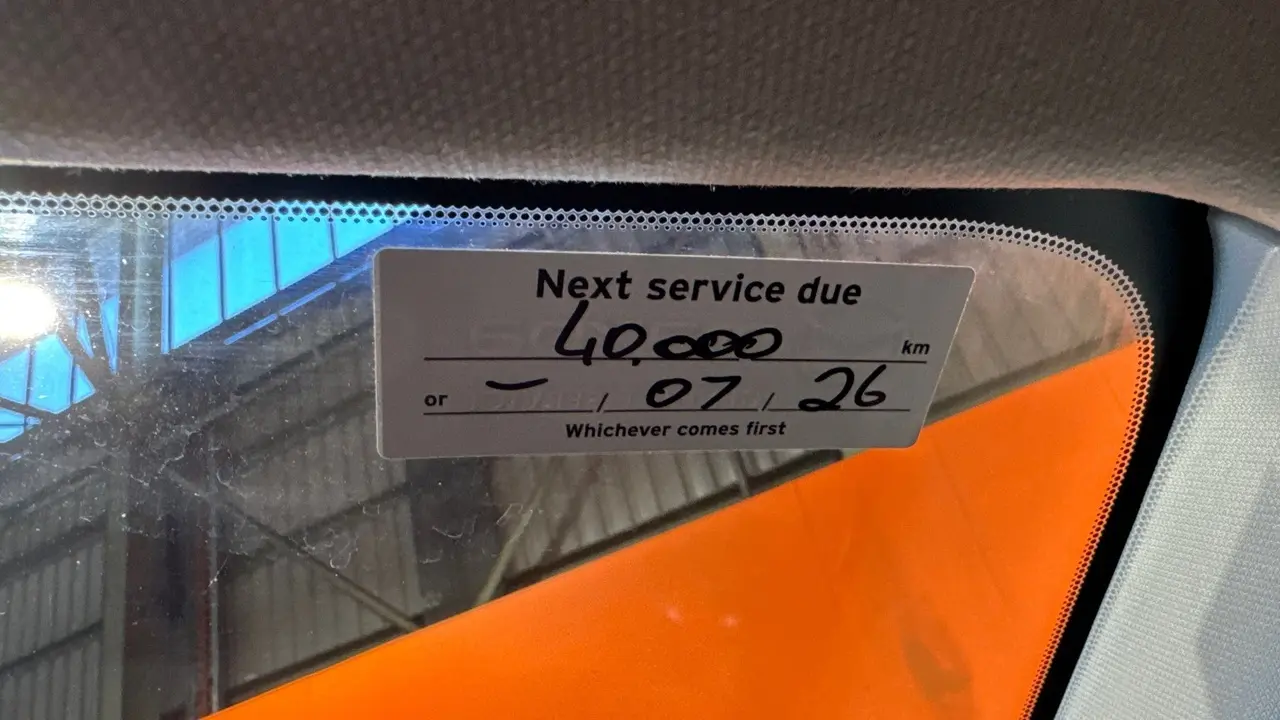 Next service due
40,000 km
or - / 07 / 26
Whichever comes first